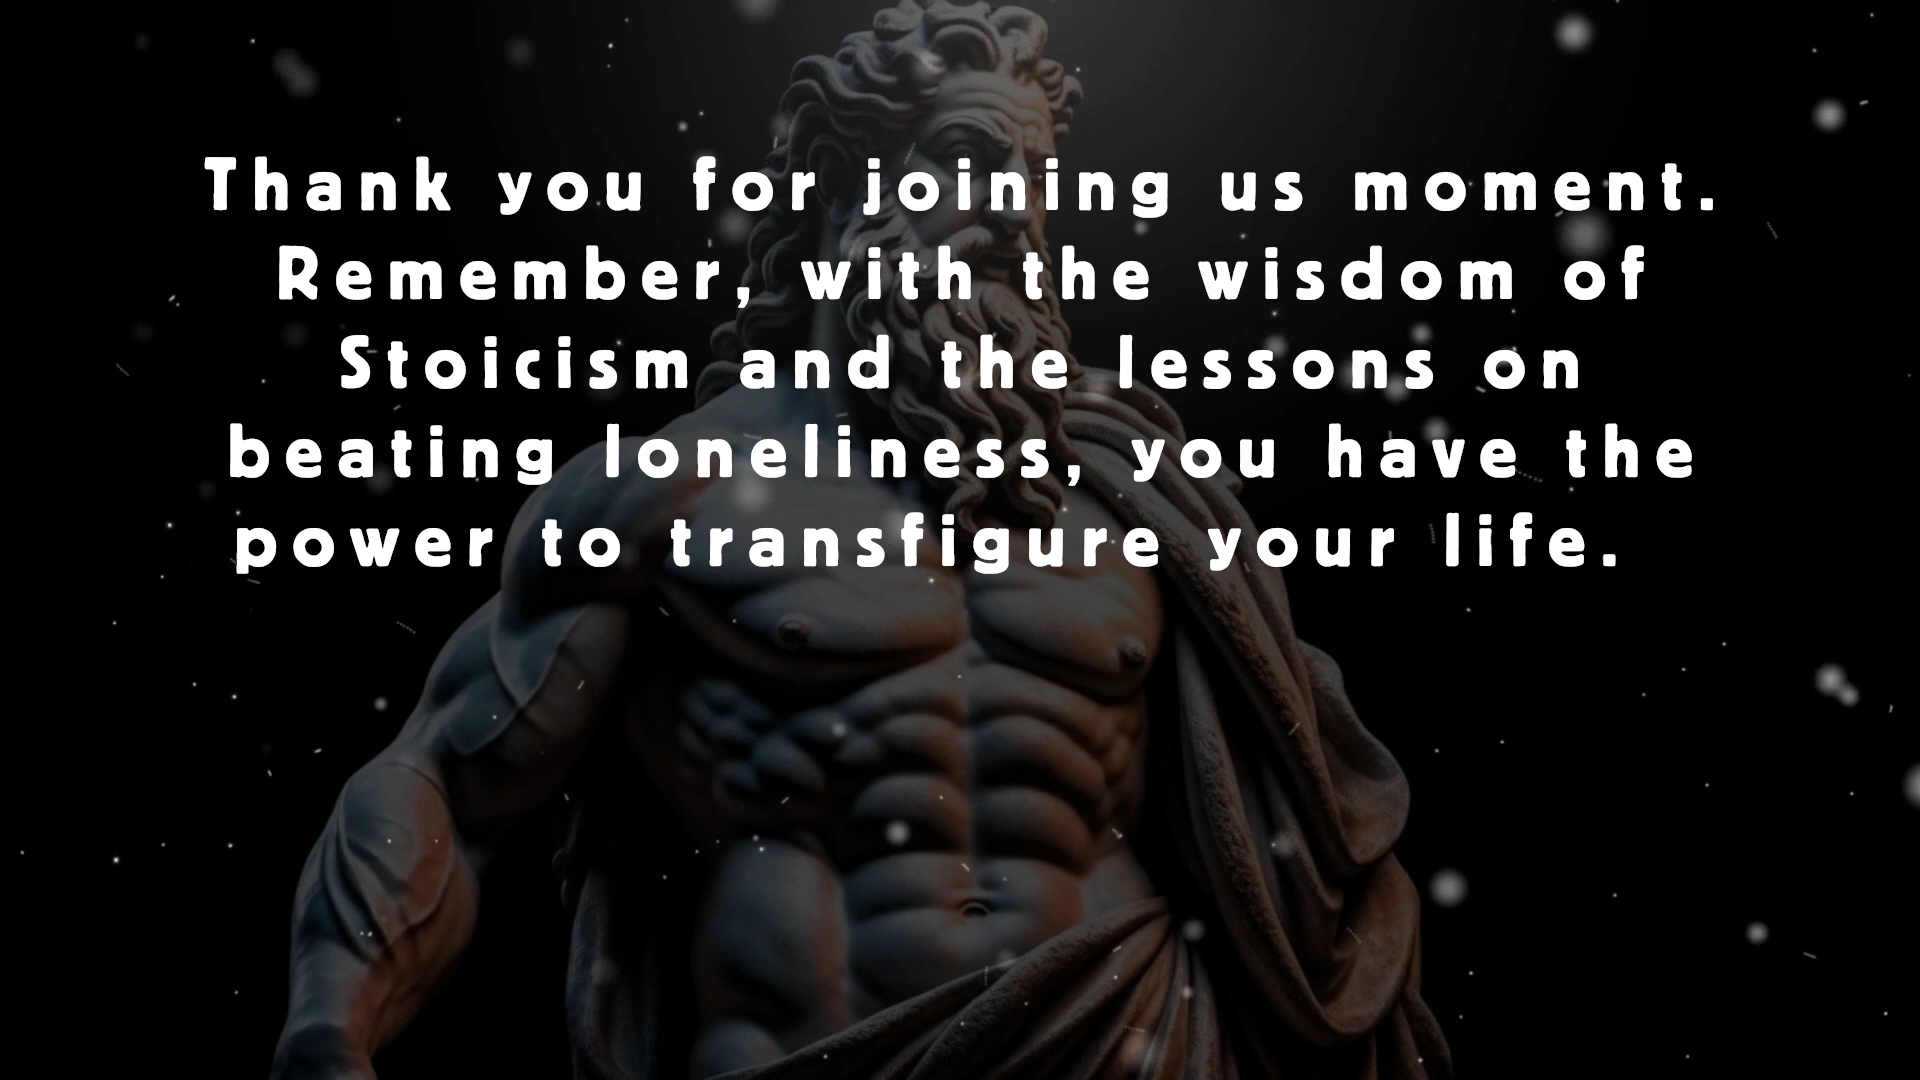 Thank you for joining us moment.
Remember, with the wisdom of
Stoicism and the lessons on
beating loneliness, you have the
power to transfigure your life.